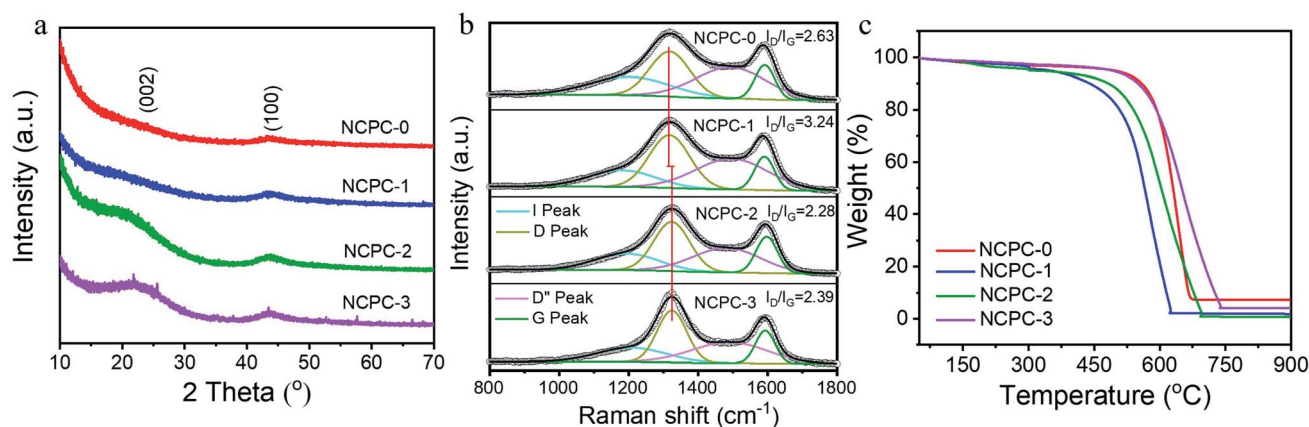 a
Intensity (a.u.)
(002)
(100)
NCPC-0
NCPC-1
NCPC-2
NCPC-3
10 20 30 40 50 60 70
2 Theta (°)
b
Intensity (a.u.)
NCPC-0 I_D/I_G=2.63
NCPC-1 I_D/I_G=3.24
NCPC-2 I_D/I_G=2.28
I Peak
D Peak
NCPC-3 I_D/I_G=2.39
D" Peak
G Peak
800 1000 1200 1400 1600 1800
Raman shift (cm⁻¹)
c
Weight (%)
100
80
60
40
20
0
NCPC-0
NCPC-1
NCPC-2
NCPC-3
150 300 450 600 750 900
Temperature (°C)